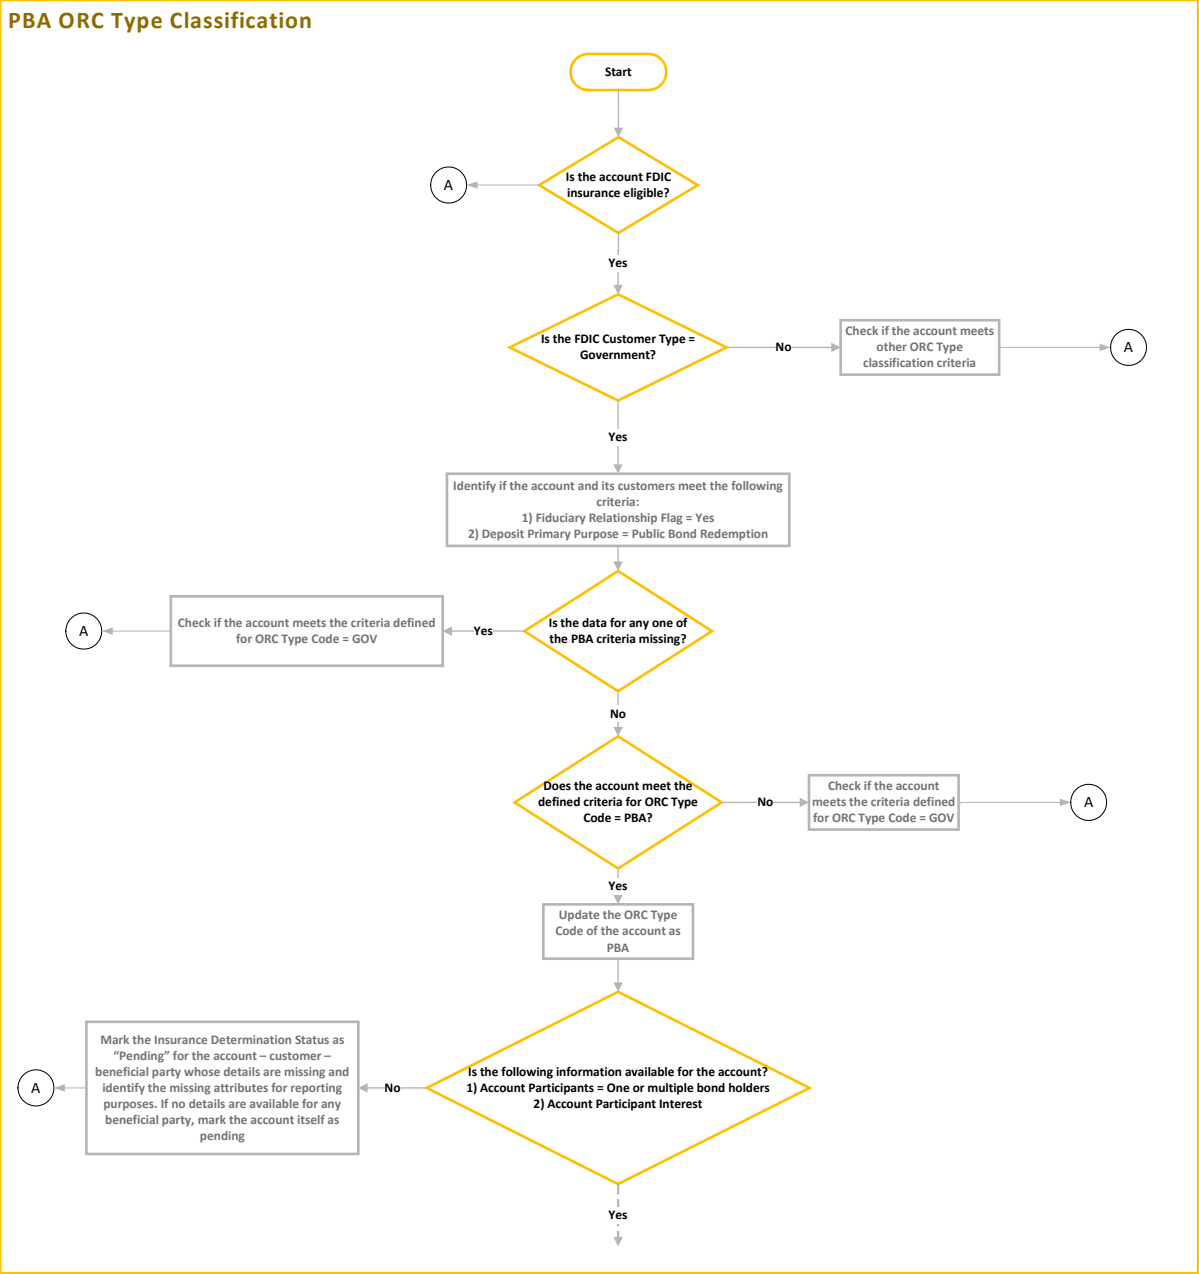 PBA ORC Type Classification
Start
Is the account FDIC
insurance eligible?
A
Yes
Is the FDIC Customer Type =
Government?
No
Check if the account meets
other ORC Type
classification criteria
A
Yes
Identify if the account and its customers meet the following
criteria:
1) Fiduciary Relationship Flag = Yes
2) Deposit Primary Purpose = Public Bond Redemption
Is the data for any one of
the PBA criteria missing?
Yes
Check if the account meets the criteria defined
for ORC Type Code = GOV
A
No
Does the account meet the
defined criteria for ORC Type
Code = PBA?
No
Check if the account
meets the criteria defined
for ORC Type Code = GOV
A
Yes
Update the ORC Type
Code of the account as
PBA
Is the following information available for the account?
1) Account Participants = One or multiple bond holders
2) Account Participant Interest
No
Mark the Insurance Determination Status as
“Pending” for the account – customer –
beneficial party whose details are missing and
identify the missing attributes for reporting
purposes. If no details are available for any
beneficial party, mark the account itself as
pending
A
Yes